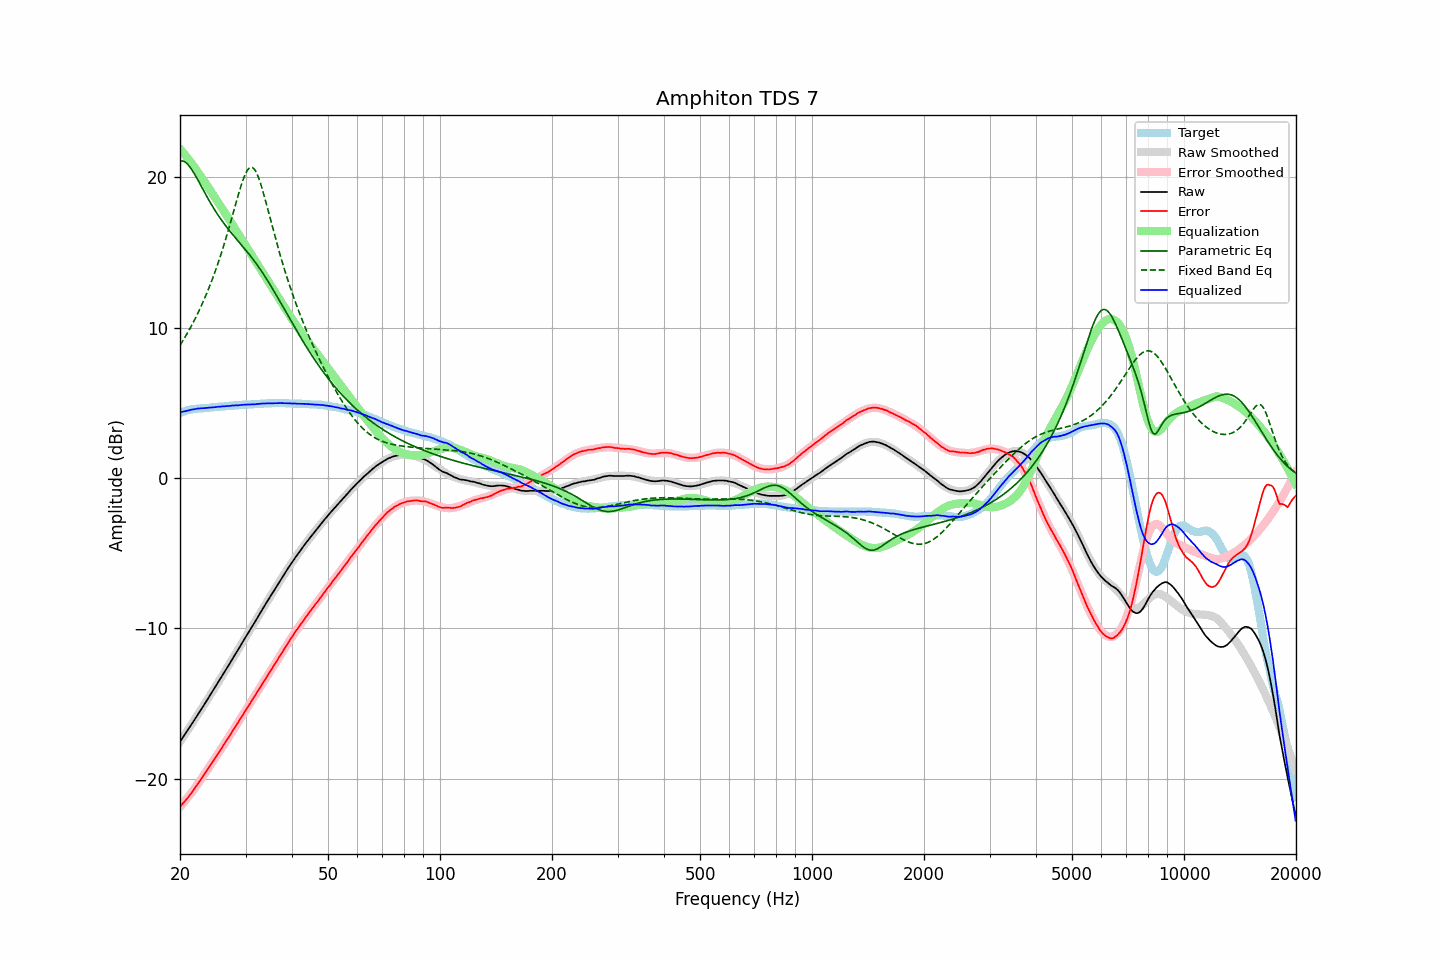 Amphiton TDS 7
Amplitude (dBr)
20
10
0
−10
−20
20
50
100
200
500
1000
2000
5000
10000
20000
Frequency (Hz)
Target
Raw Smoothed
Error Smoothed
Raw
Error
Equalization
Parametric Eq
Fixed Band Eq
Equalized